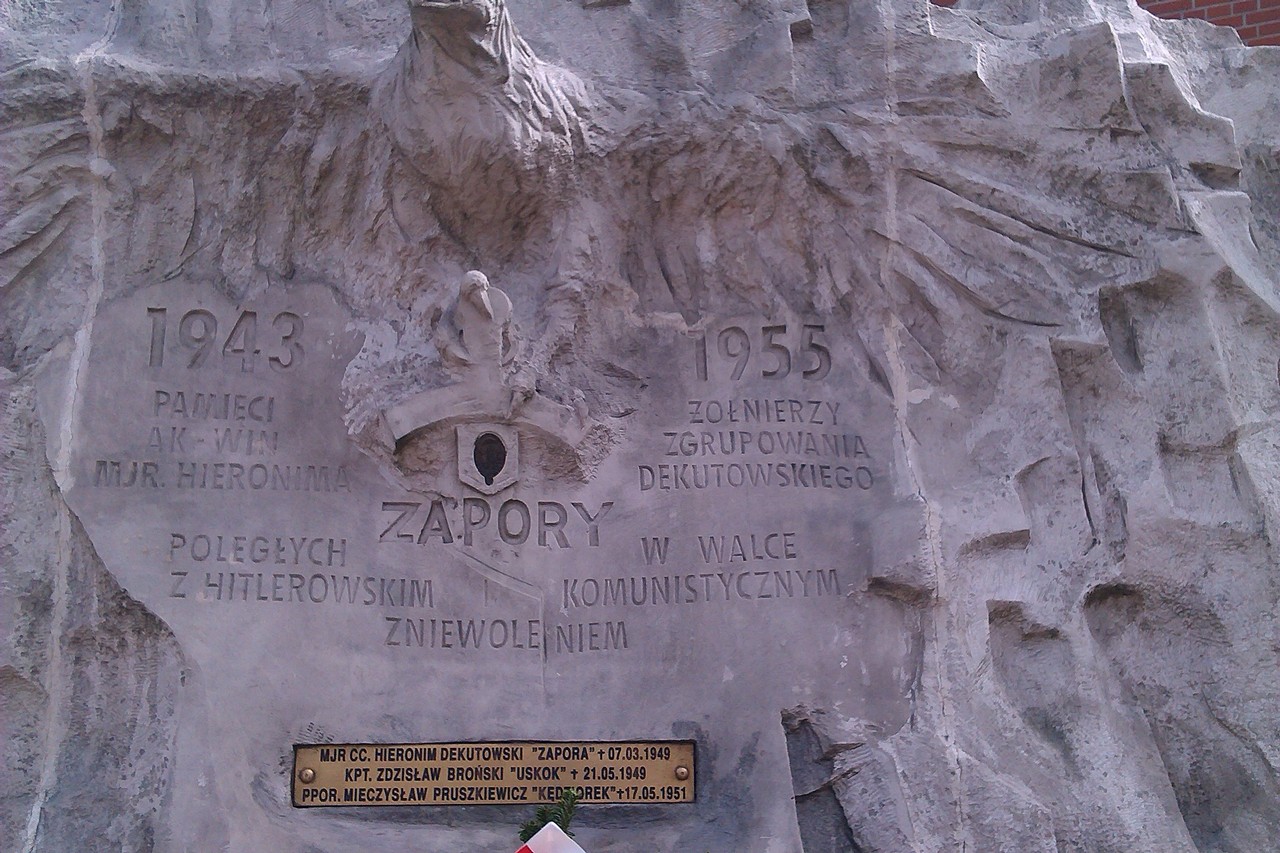 1943 1955
PAMIĘCI ŻOŁNIERZY
AK-WIN ZGRUPOWANIA
MJR. HIERONIMA DEKUTOWSKIEGO
ZAPORY
POLEGŁYCH W WALCE
Z HITLEROWSKIM I KOMUNISTYCZNYM
ZNIEWOLENIEM
MJR CC. HIERONIM DEKUTOWSKI "ZAPORA" † 07.03.1949
KPT. ZDZISŁAW BROŃSKI "USKOK" † 21.05.1949
PPOR. MIECZYSŁAW PRUSZKIEWICZ †17.05.1951